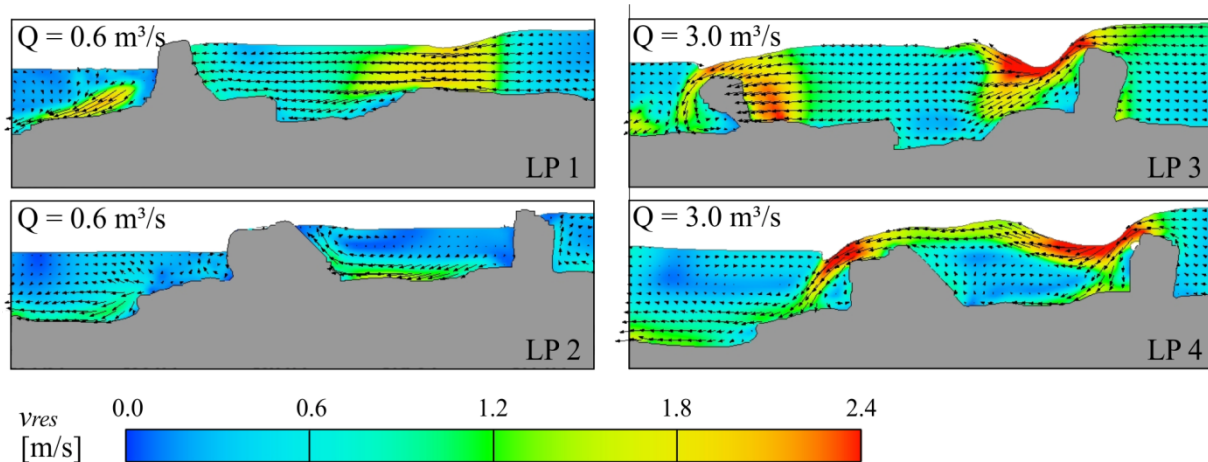 Q = 0.6 m³/s
LP 1
Q = 3.0 m³/s
LP 3
Q = 0.6 m³/s
LP 2
Q = 3.0 m³/s
LP 4
vres 0.0 0.6 1.2 1.8 2.4
[m/s]